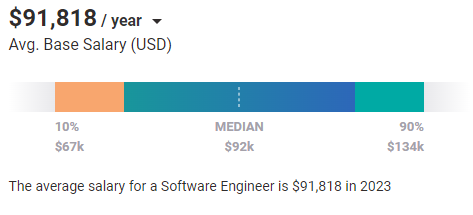 $91,818 / year
Avg. Base Salary (USD)
10% MEDIAN 90%
$67k $92k $134k
The average salary for a Software Engineer is $91,818 in 2023